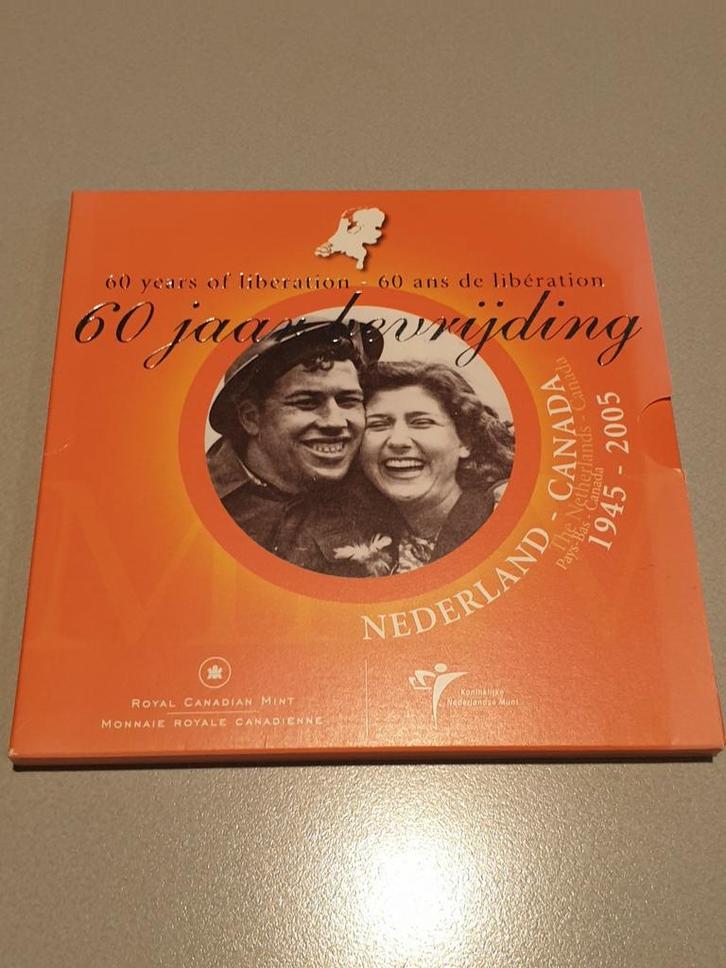 60 years of liberation - 60 ans de libération
60 jaar bevrijding
NEDERLAND - CANADA
The Netherlands - Canada
Pays-Bas - Canada
1945 - 2005
ROYAL CANADIAN MINT
MONNAIE ROYALE CANADIENNE
Koninklijke
Nederlandse Munt